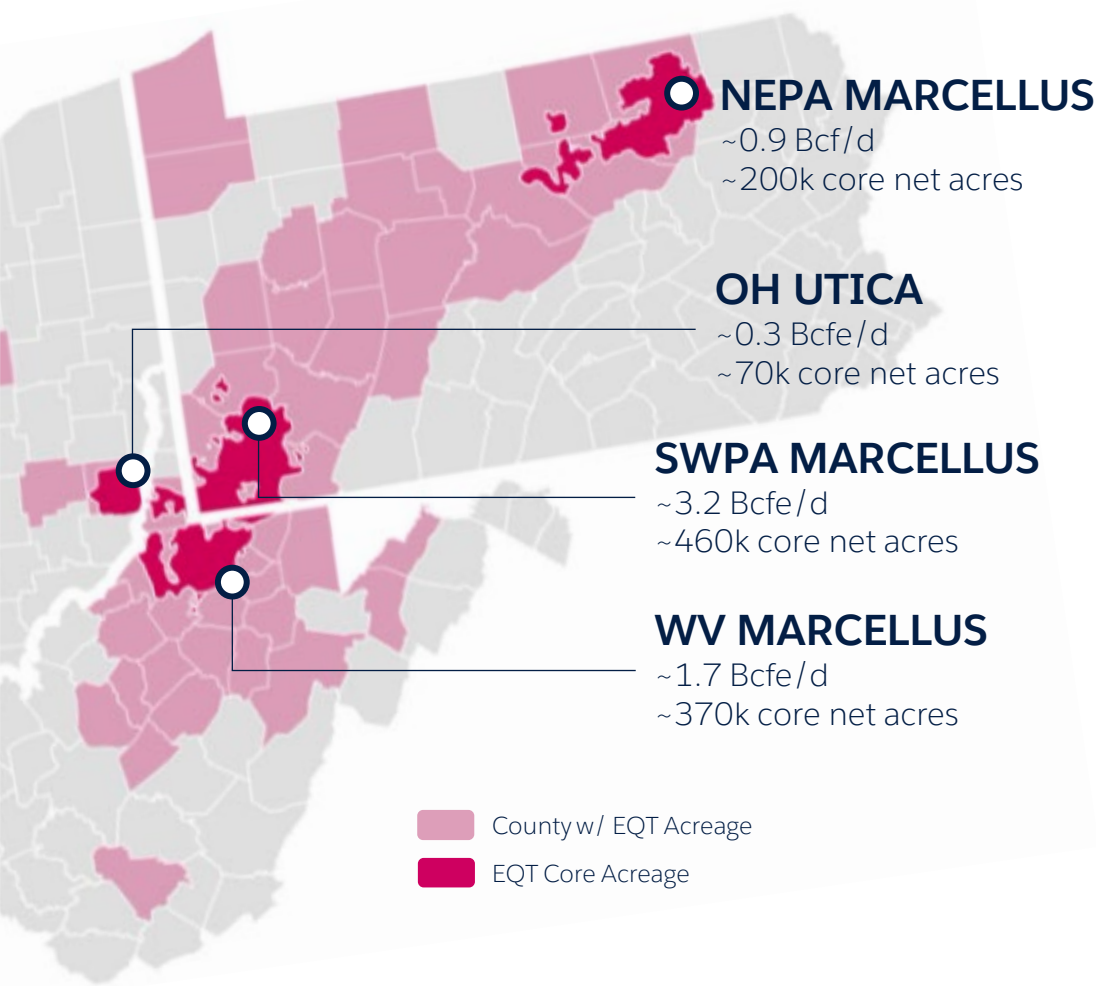 NEPA MARCELLUS
~0.9 Bcf/d
~200k core net acres
OH UTICA
~0.3 Bcfe/d
~70k core net acres
SWPA MARCELLUS
~3.2 Bcfe/d
~460k core net acres
WV MARCELLUS
~1.7 Bcfe/d
~370k core net acres
County w/ EQT Acreage
EQT Core Acreage